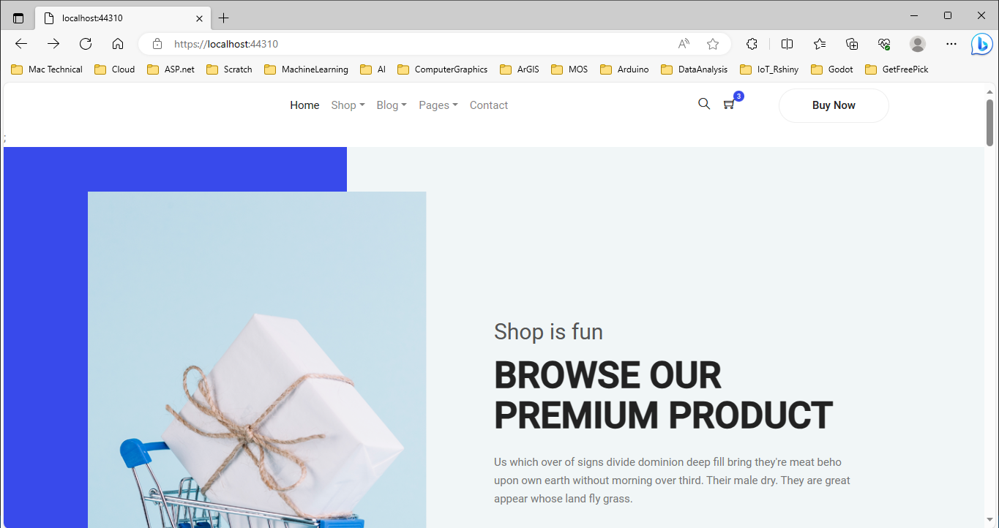 localhost:44310
https://localhost:44310
Mac Technical Cloud ASP.net Scratch MachineLearning AI ComputerGraphics ArGIS MOS Arduino DataAnalysis IoT_Rshiny Godot GetFreePick
Home Shop Blog Pages Contact 3 Buy Now
;
Shop is fun
BROWSE OUR
PREMIUM PRODUCT
Us which over of signs divide dominion deep fill bring they're meat beho
upon own earth without morning over third. Their male dry. They are great
appear whose land fly grass.